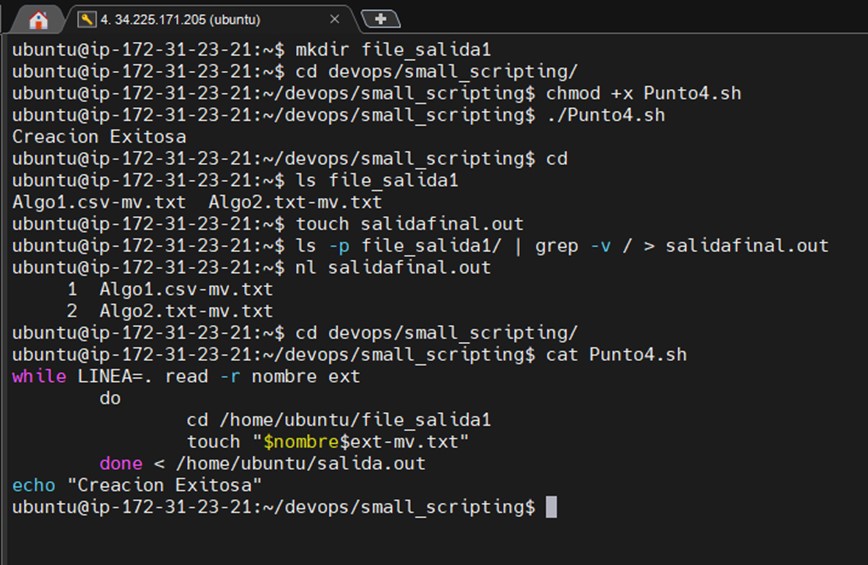 4. 34.225.171.205 (ubuntu)
ubuntu@ip-172-31-23-21:~$ mkdir file_salida1
ubuntu@ip-172-31-23-21:~$ cd devops/small_scripting/
ubuntu@ip-172-31-23-21:~/devops/small_scripting$ chmod +x Punto4.sh
ubuntu@ip-172-31-23-21:~/devops/small_scripting$ ./Punto4.sh
Creacion Exitosa
ubuntu@ip-172-31-23-21:~/devops/small_scripting$ cd
ubuntu@ip-172-31-23-21:~$ ls file_salida1
Algo1.csv-mv.txt  Algo2.txt-mv.txt
ubuntu@ip-172-31-23-21:~$ touch salidafinal.out
ubuntu@ip-172-31-23-21:~$ ls -p file_salida1/ | grep -v / > salidafinal.out
ubuntu@ip-172-31-23-21:~$ nl salidafinal.out
     1  Algo1.csv-mv.txt
     2  Algo2.txt-mv.txt
ubuntu@ip-172-31-23-21:~$ cd devops/small_scripting/
ubuntu@ip-172-31-23-21:~/devops/small_scripting$ cat Punto4.sh
while LINEA=. read -r nombre ext
        do
                cd /home/ubuntu/file_salida1
                touch "$nombre$ext-mv.txt"
        done < /home/ubuntu/salida.out
echo "Creacion Exitosa"
ubuntu@ip-172-31-23-21:~/devops/small_scripting$